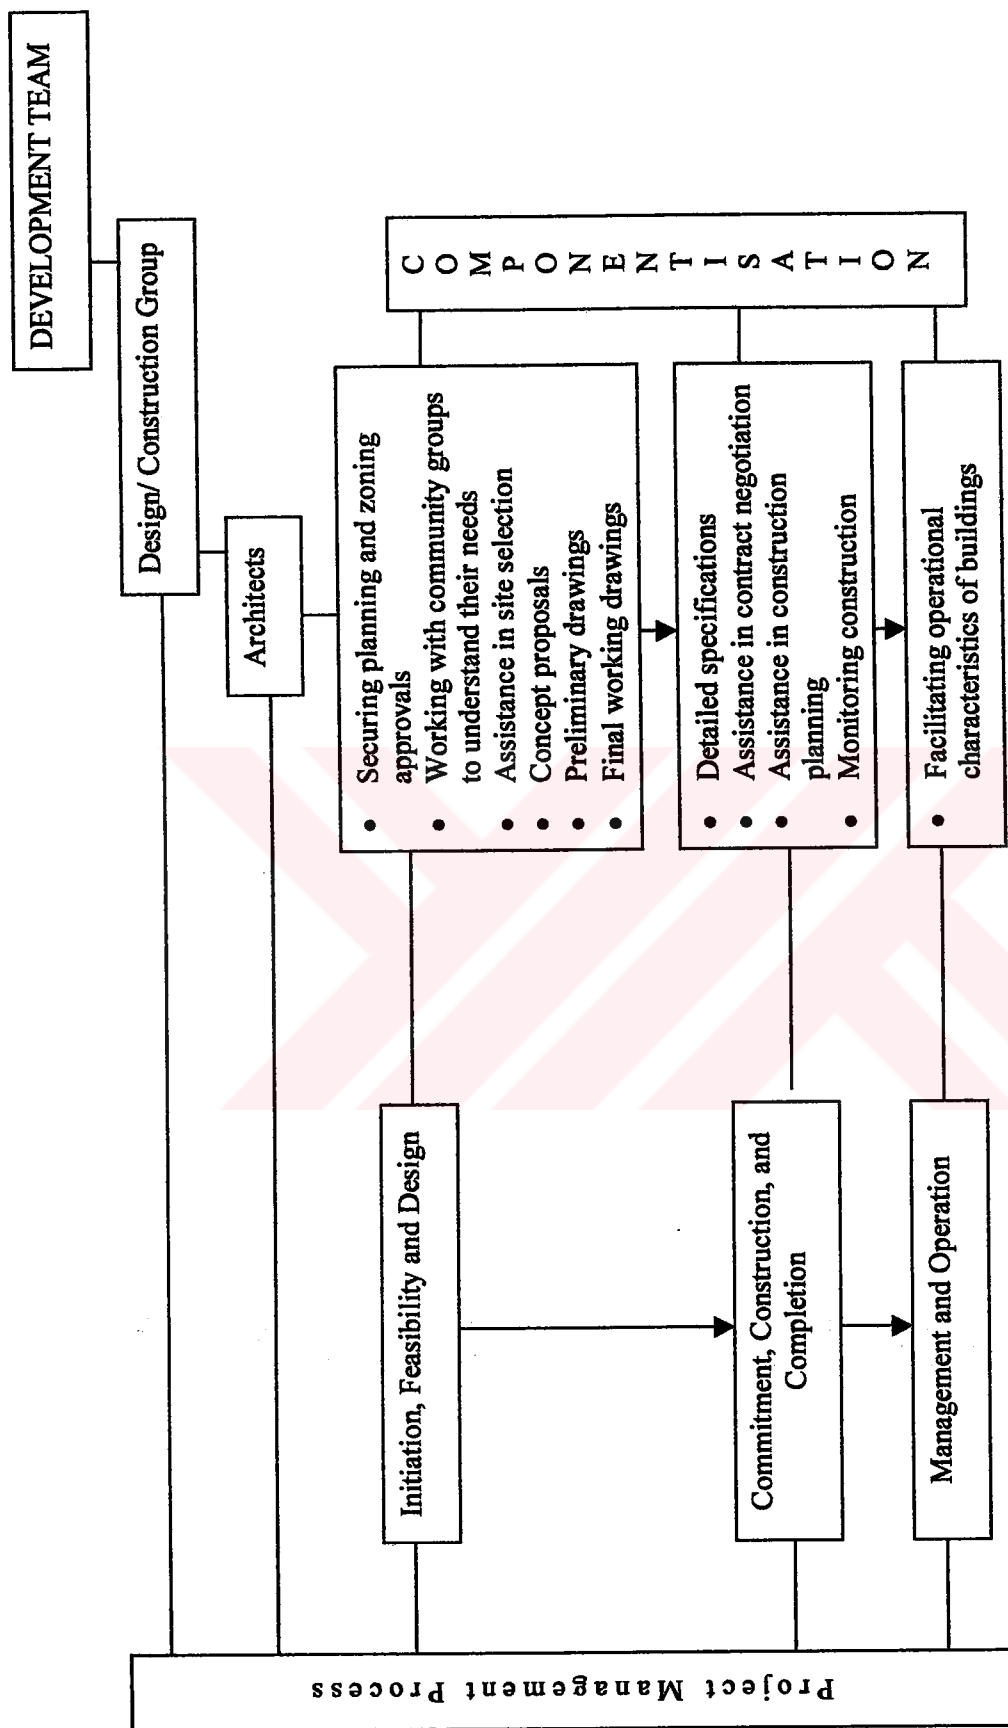 DEVELOPMENT TEAM
Design/ Construction Group
Architects
• Securing planning and zoning
approvals
• Working with community groups
to understand their needs
• Assistance in site selection
• Concept proposals
• Preliminary drawings
• Final working drawings
• Detailed specifications
• Assistance in contract negotiation
• Assistance in construction
planning
• Monitoring construction
• Facilitating operational
characteristics of buildings
COMPONENTISATION
Initiation, Feasibility and Design
Commitment, Construction, and
Completion
Management and Operation
Project Management Process